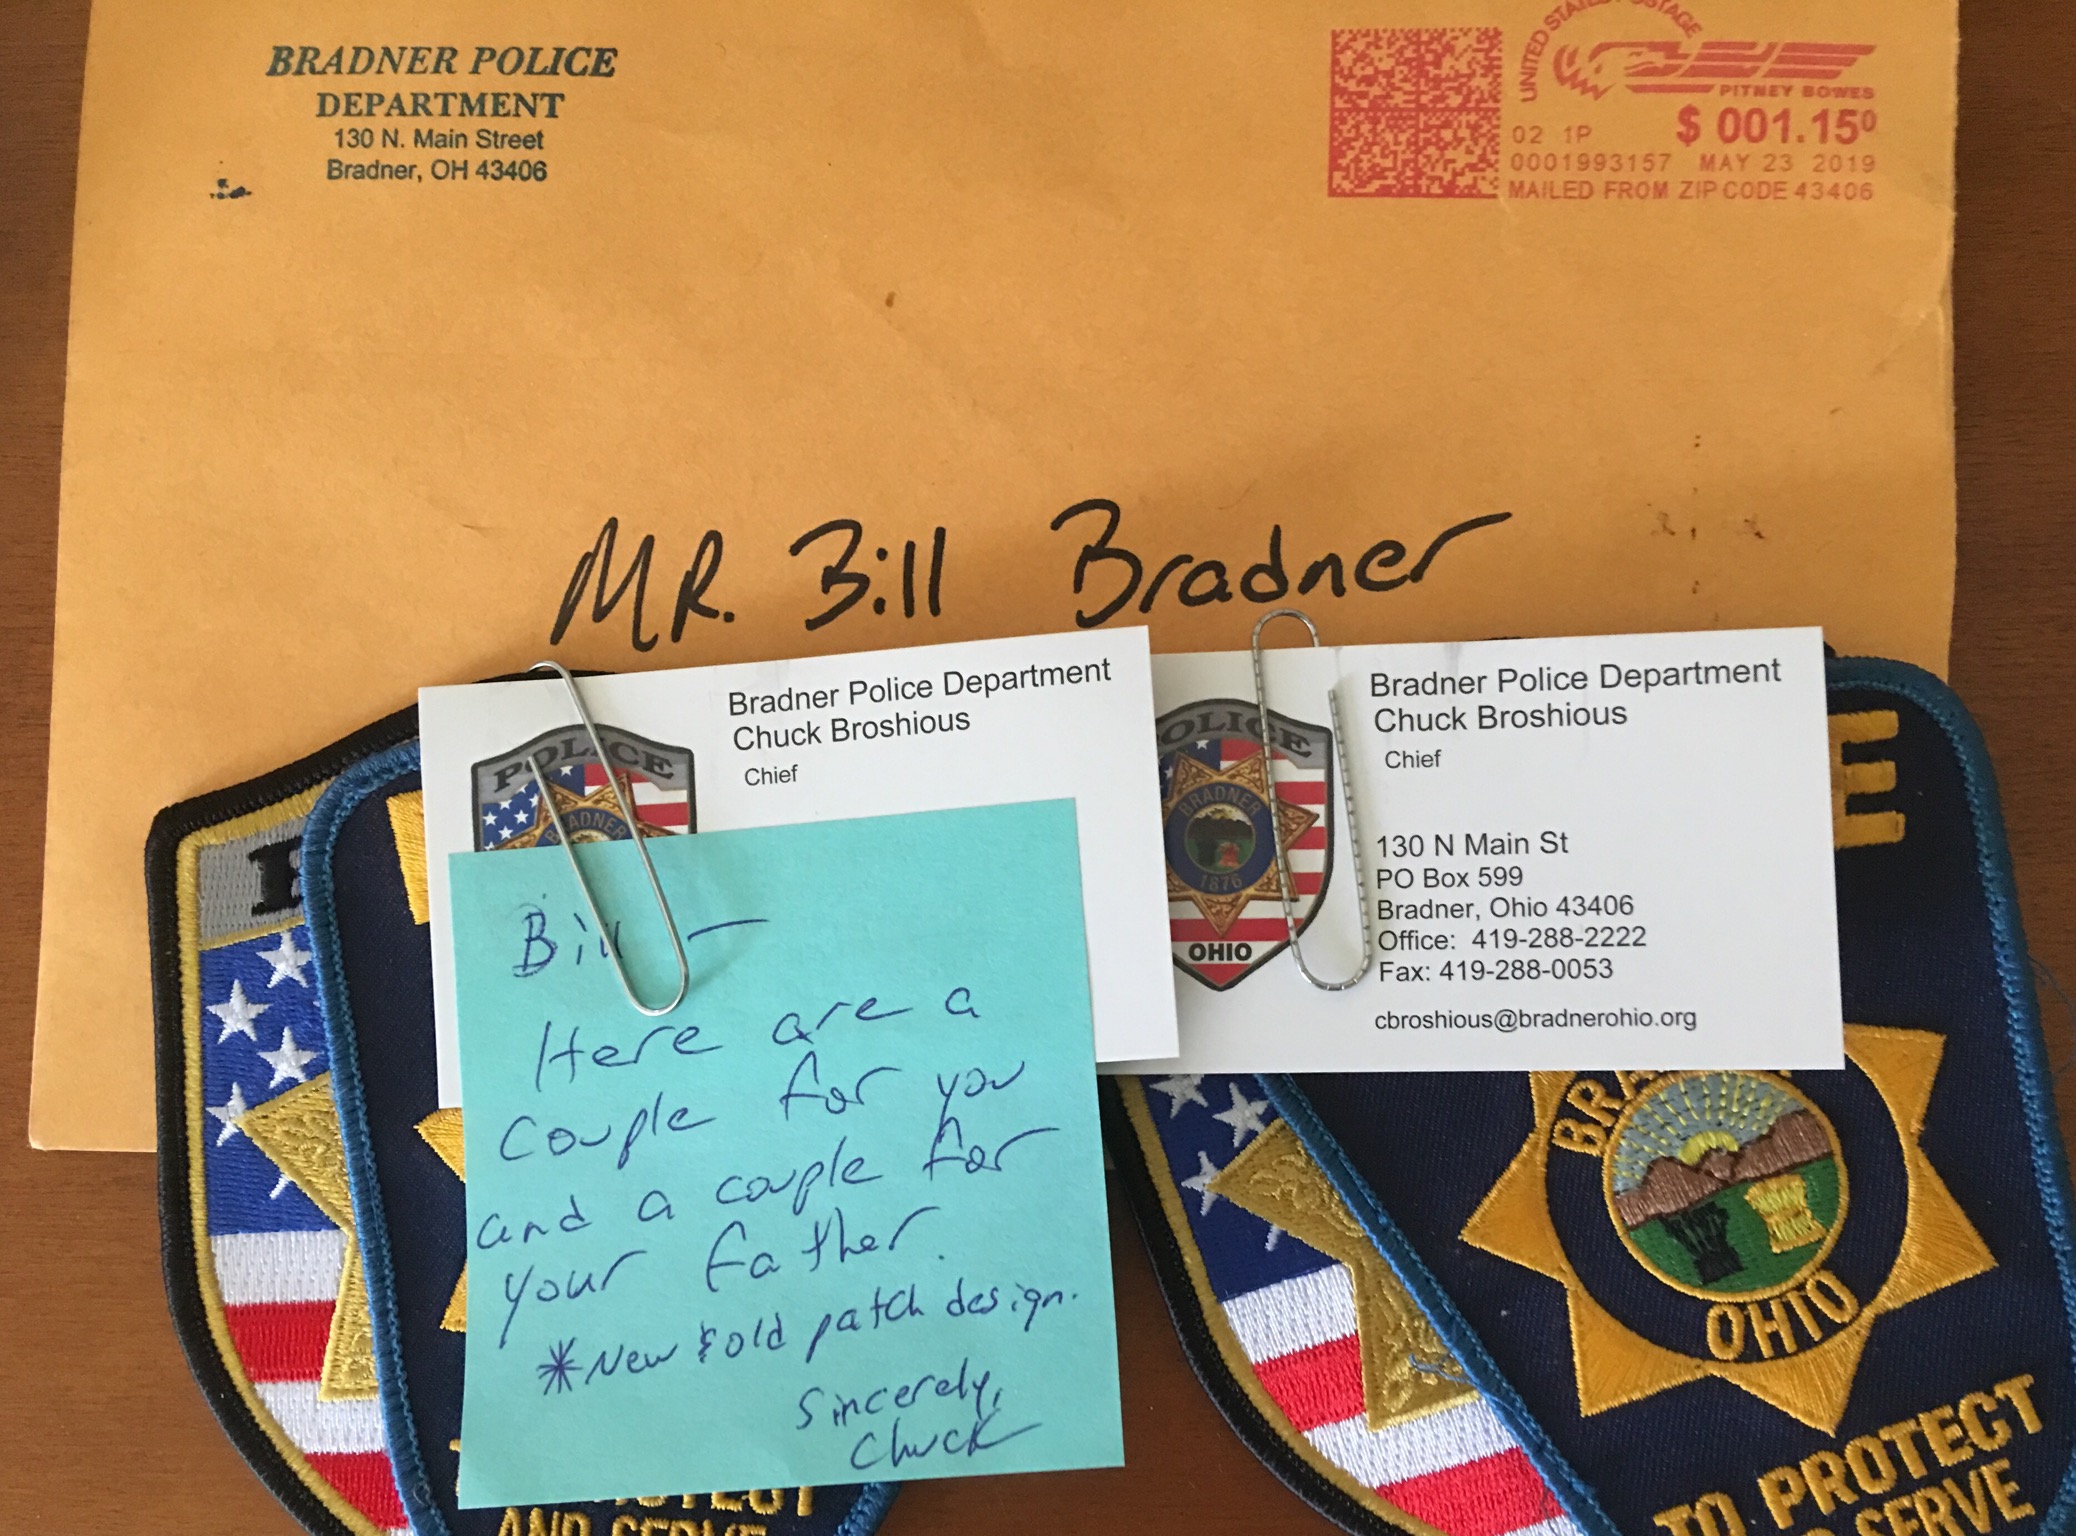 BRADNER POLICE
DEPARTMENT
130 N. Main Street
Bradner, OH 43406
UNITED STATES POSTAGE
PITNEY BOWES
02 1P
$ 001.15⁰
0001993157 MAY 23 2019
MAILED FROM ZIP CODE 43406
MR. Bill Bradner
Bradner Police Department
Chuck Broshious
Chief
POLICE
BRADNER
Bill —
Here are a
couple for you
and a couple for
your father.
*New & old patch design.
Sincerely,
Chuck
Bradner Police Department
Chuck Broshious
Chief
130 N Main St
PO Box 599
Bradner, Ohio 43406
Office: 419-288-2222
Fax: 419-288-0053
cbroshious@bradnerohio.org
POLICE
BRADNER
1876
OHIO
AND SERVE
E
OHIO
TO PROTECT
SERVE